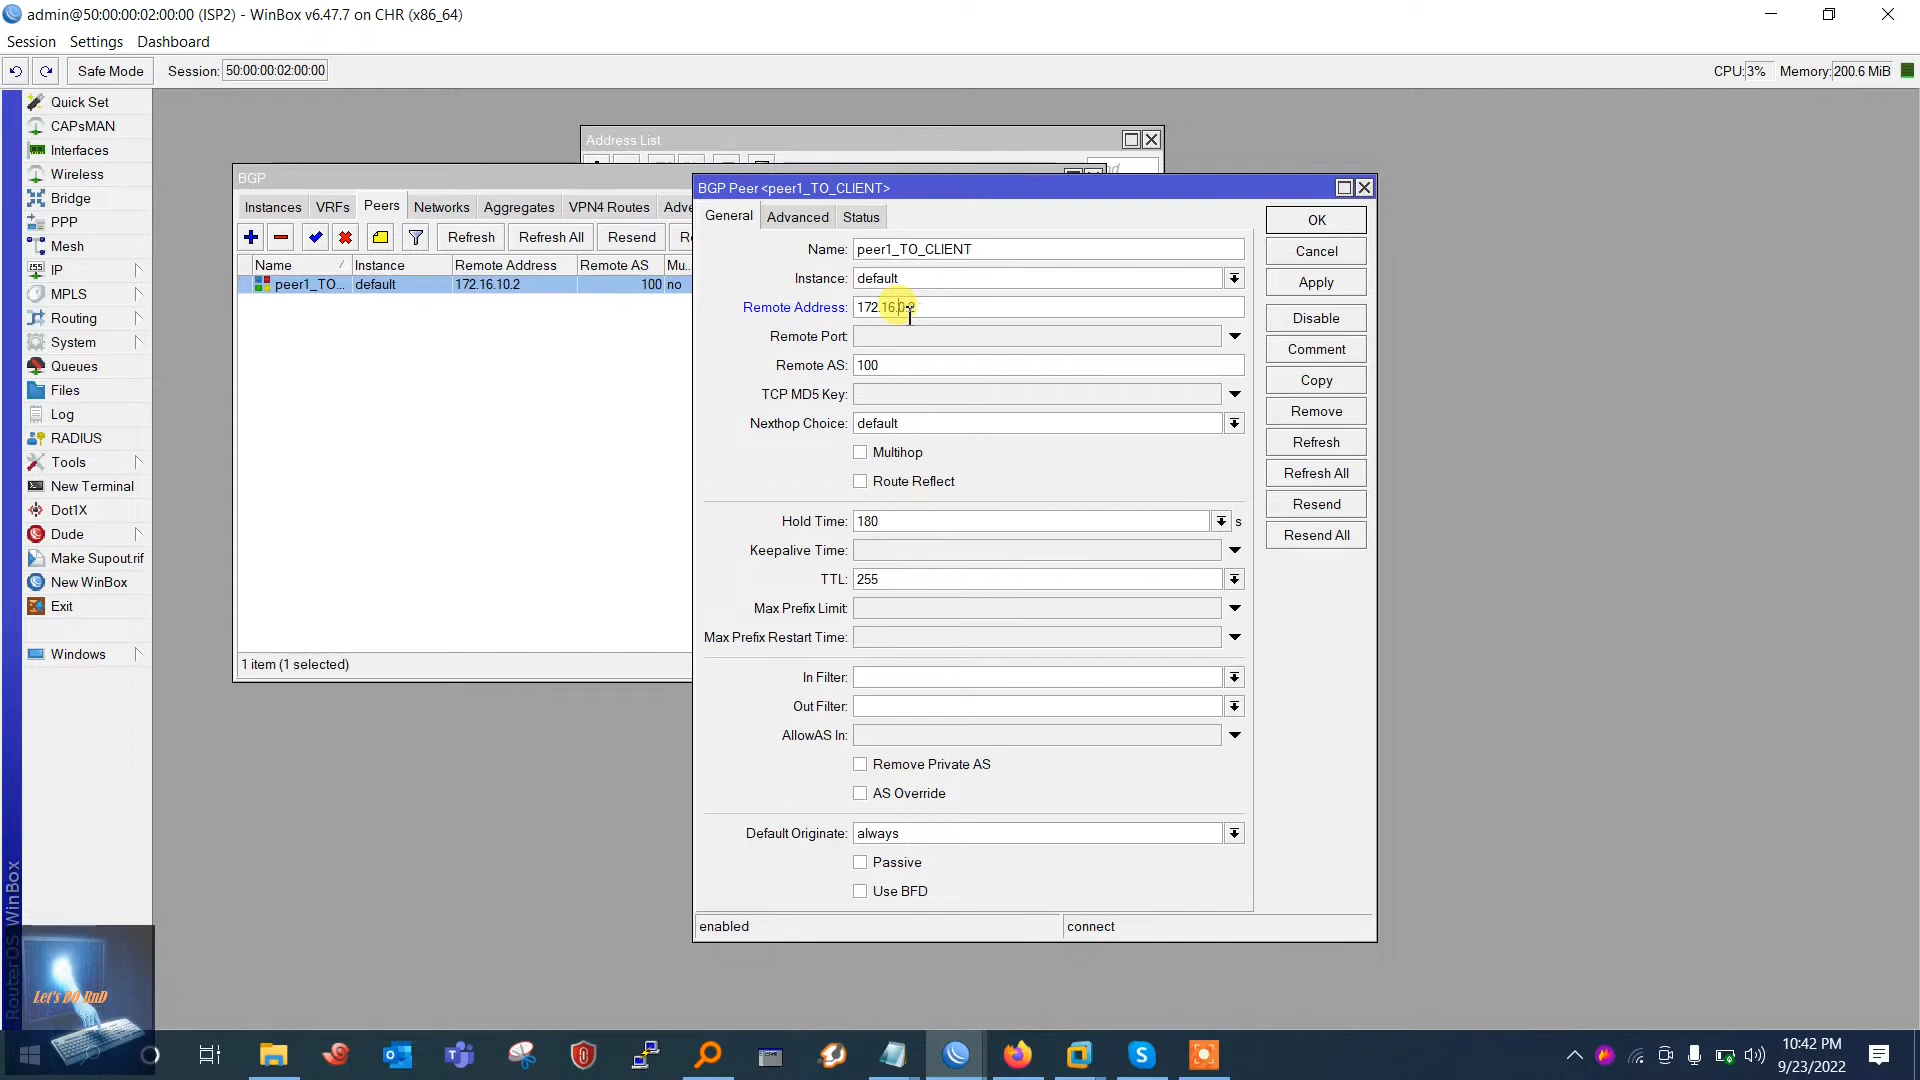 admin@50:00:00:02:00:00 (ISP2) - WinBox v6.47.7 on CHR (x86_64)
Session Settings Dashboard
Safe Mode Session: 50:00:00:02:00:00 CPU: 3% Memory: 200.6 MiB
Quick Set
CAPsMAN
Interfaces
Wireless
Bridge
PPP
Mesh
IP
MPLS
Routing
System
Queues
Files
Log
RADIUS
Tools
New Terminal
Dot1X
Dude
Make Supout.rif
New WinBox
Exit
Windows
RouterOS WinBox
Address List
BGP
Instances VRFs Peers Networks Aggregates VPN4 Routes
Refresh Refresh All Resend
Name Instance Remote Address Remote AS Mu...
peer1_TO... default 172.16.10.2 100 no
1 item (1 selected)
BGP Peer <peer1_TO_CLIENT>
General Advanced Status
Name: peer1_TO_CLIENT
Instance: default
Remote Address: 172.16.0.2
Remote Port:
Remote AS: 100
TCP MD5 Key:
Nexthop Choice: default
Multihop
Route Reflect
Hold Time: 180 s
Keepalive Time:
TTL: 255
Max Prefix Limit:
Max Prefix Restart Time:
In Filter:
Out Filter:
AllowAS In:
Remove Private AS
AS Override
Default Originate: always
Passive
Use BFD
enabled connect
OK
Cancel
Apply
Disable
Comment
Copy
Remove
Refresh
Refresh All
Resend
Resend All
Let's DO BnD
10:42 PM
9/23/2022